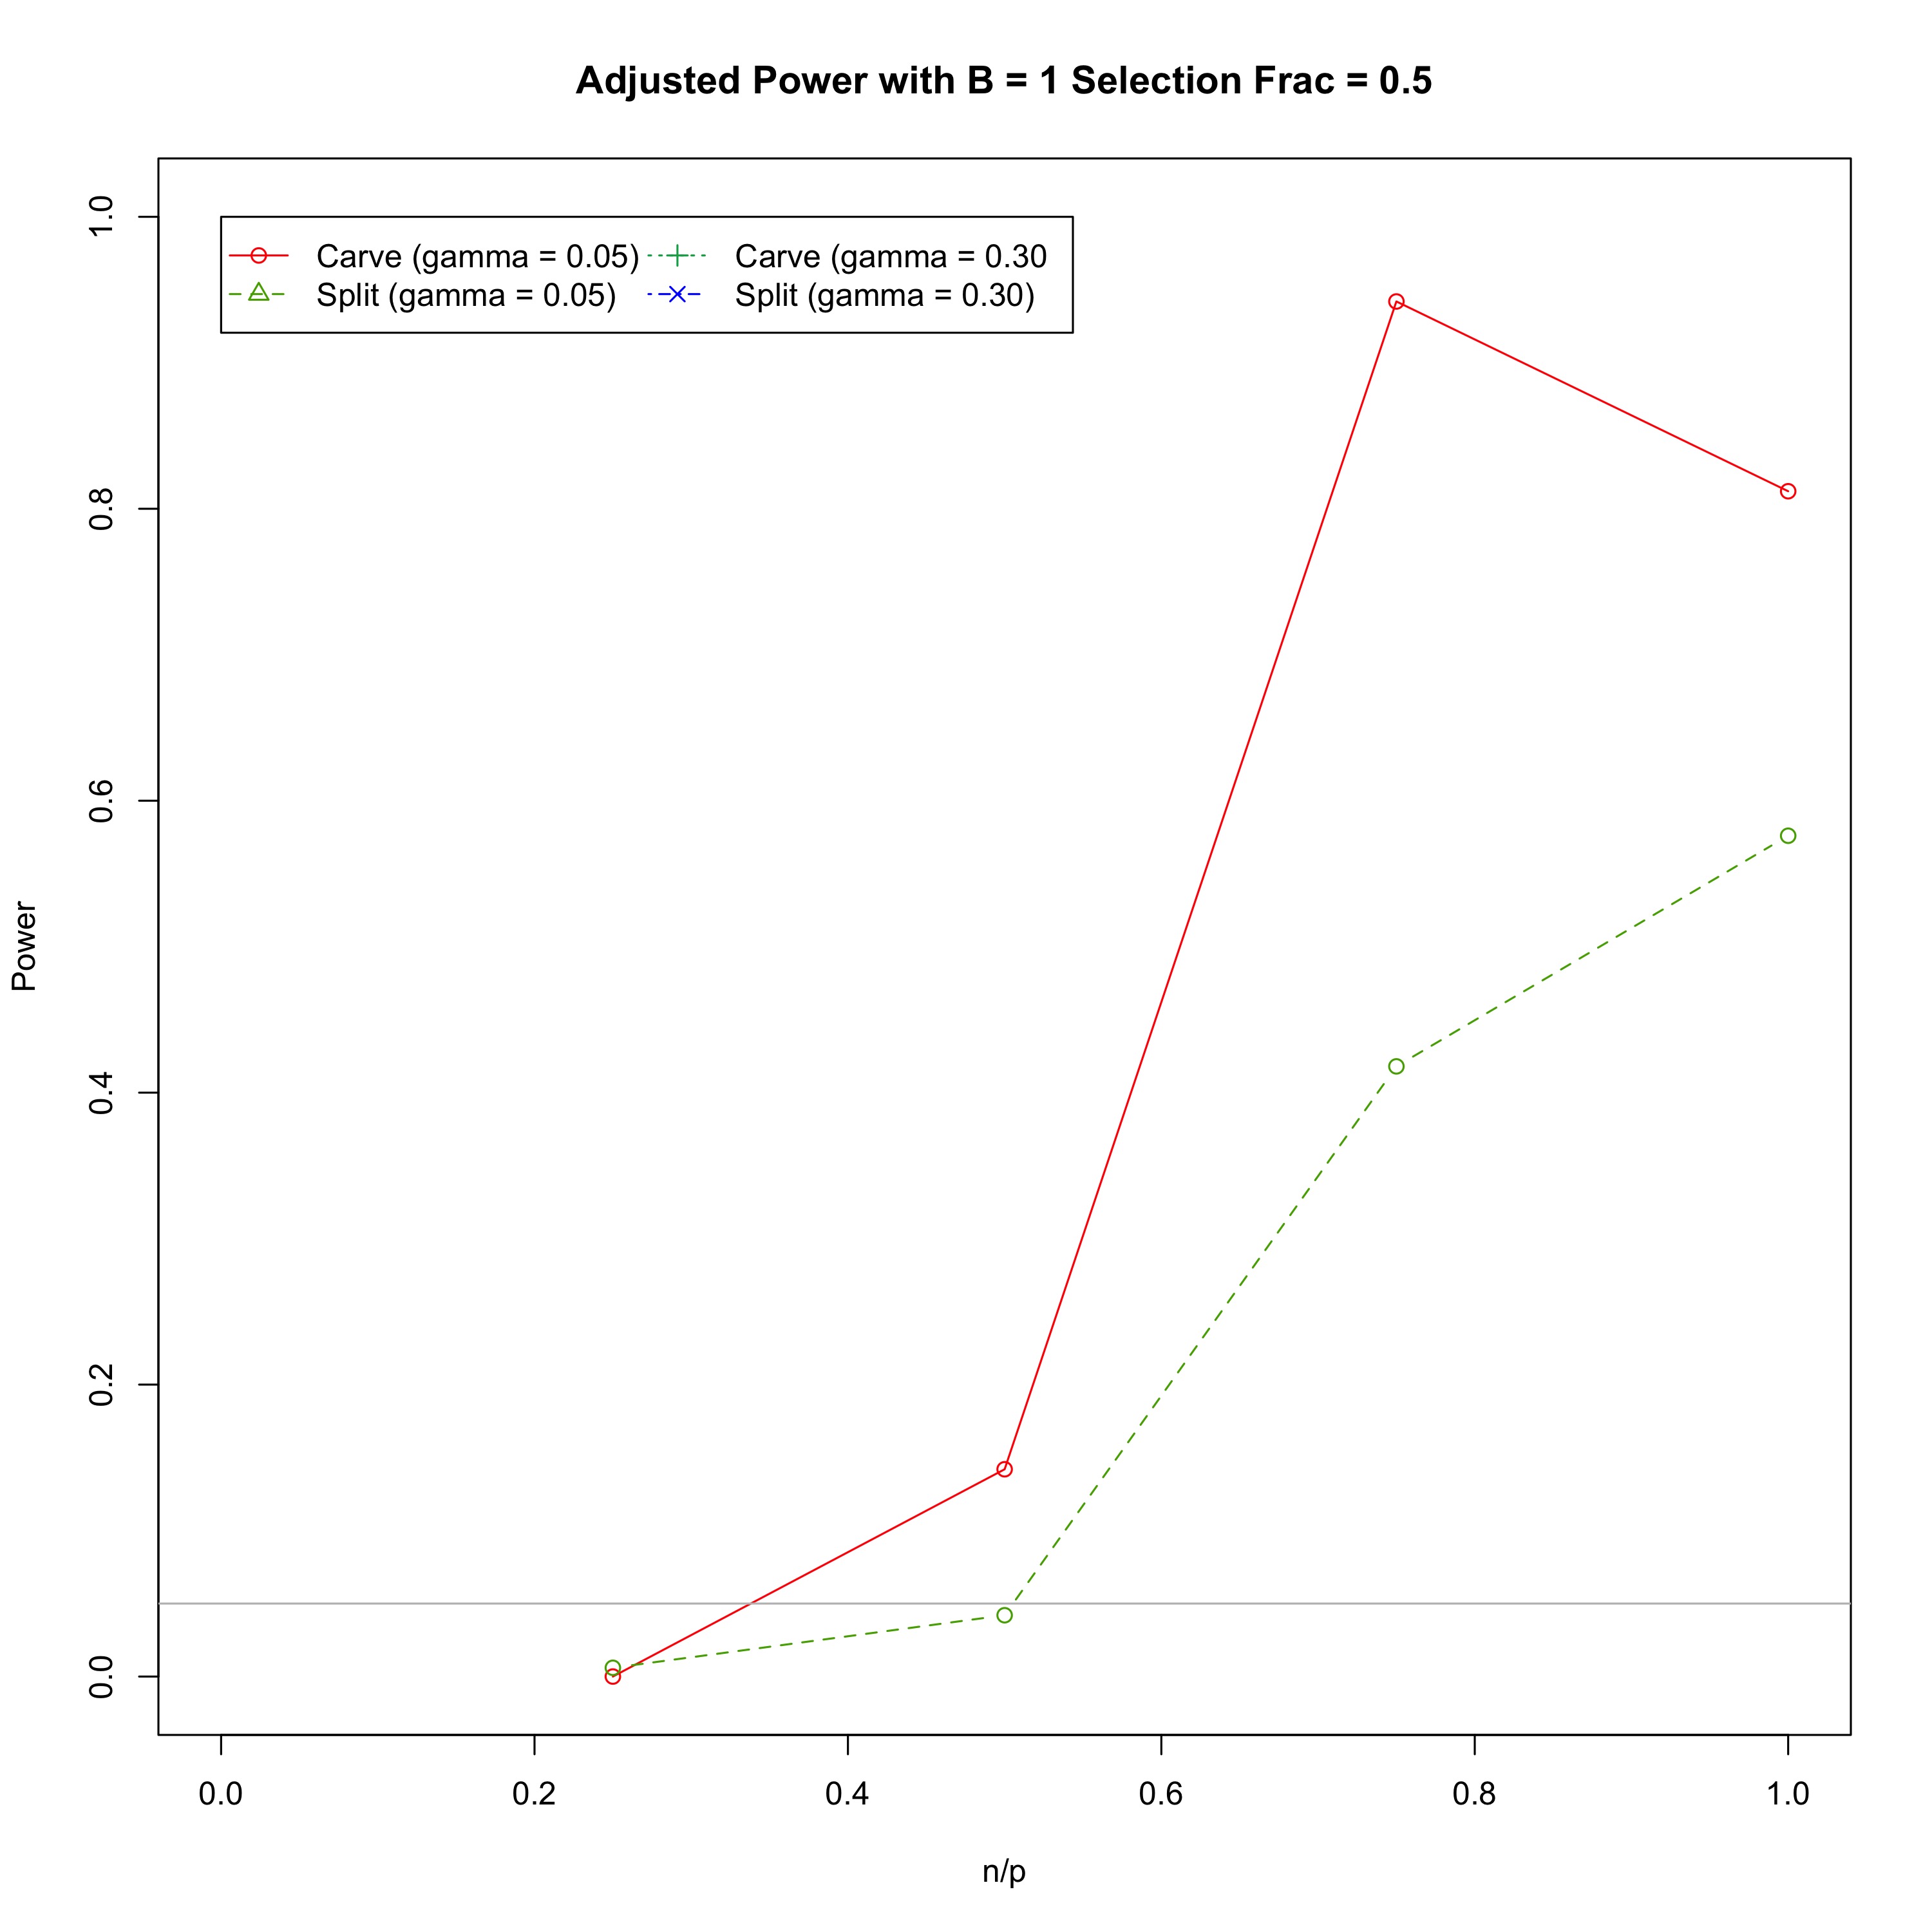 Adjusted Power with B = 1 Selection Frac = 0.5
1.0
Carve (gamma = 0.05) Carve (gamma = 0.30
Split (gamma = 0.05) Split (gamma = 0.30)
0.8
0.6
Power
0.4
0.2
0.0
0.0 0.2 0.4 0.6 0.8 1.0
n/p